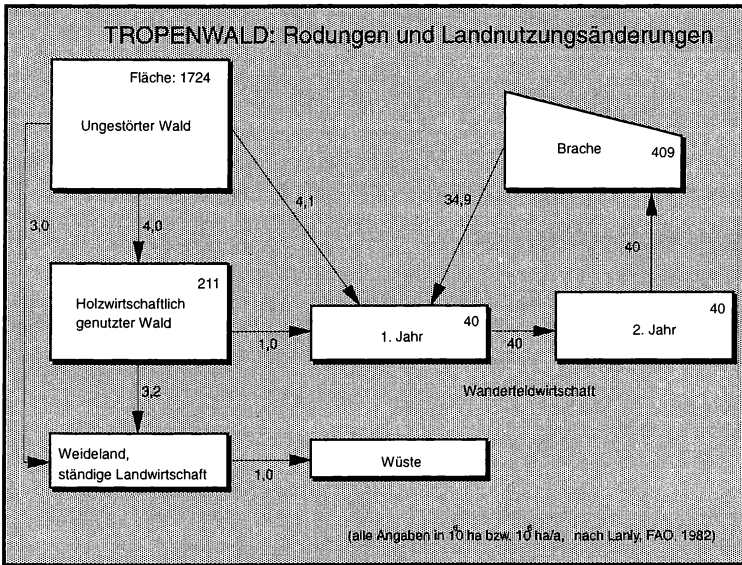 TROPENWALD: Rodungen und Landnutzungsänderungen
Fläche: 1724
Ungestörter Wald
Brache
409
3,0
4,0
4,1
34,9
40
211
Holzwirtschaftlich
genutzter Wald
1,0
1. Jahr
40
40
2. Jahr
40
3,2
Wanderfeldwirtschaft
Weideland,
ständige Landwirtschaft
1,0
Wüste
(alle Angaben in 10⁶ ha bzw. 10⁶ ha/a, nach Lanly, FAO, 1982)